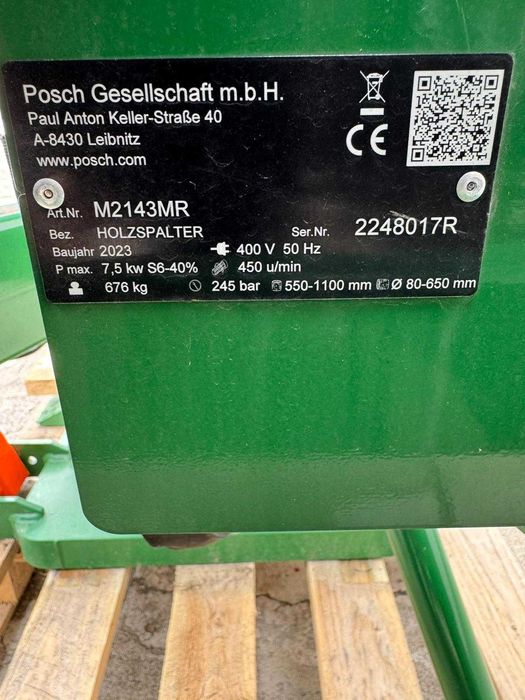 Posch Gesellschaft m.b.H.
Paul Anton Keller-Straße 40
A-8430 Leibnitz
www.posch.com
CE
Art.Nr. M2143MR
Bez. HOLZSPALTER Ser.Nr. 2248017R
Baujahr 2023 400 V 50 Hz
P max. 7,5 kw S6-40% 450 u/min
676 kg 245 bar 550-1100 mm Ø 80-650 mm